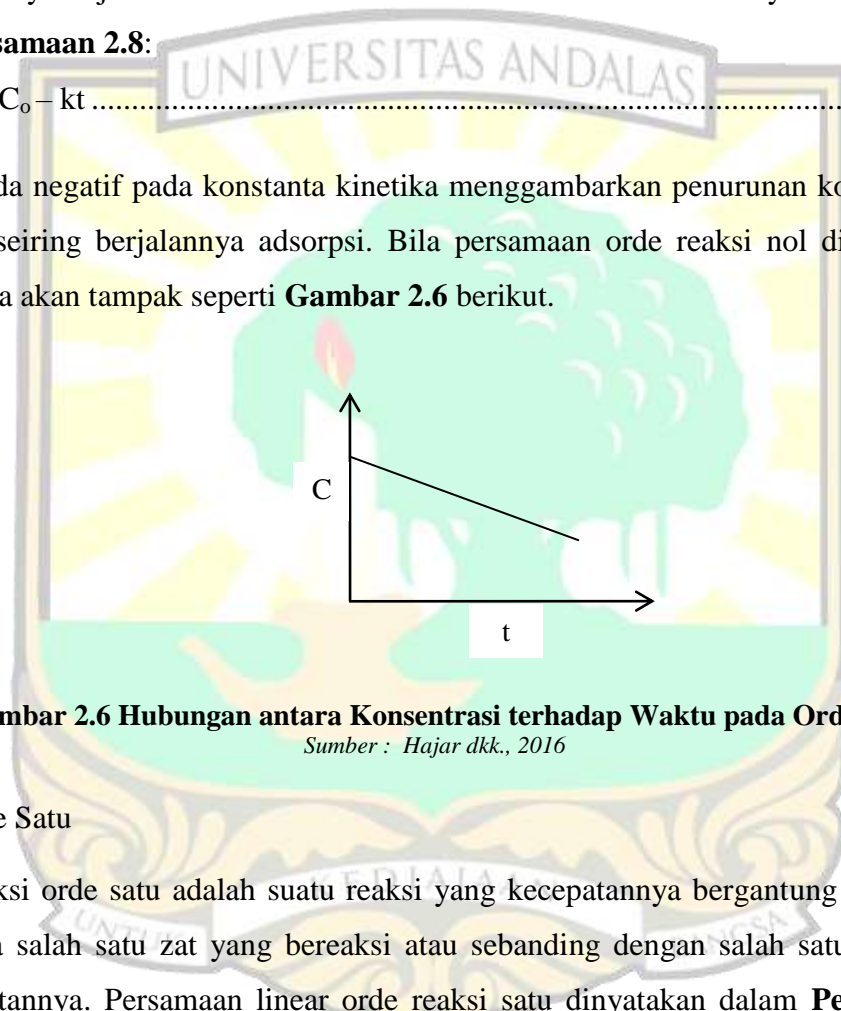 samaan 2.8:
UNIVERSITAS ANDALAS
C₀ – kt ................................................................................................
da negatif pada konstanta kinetika menggambarkan penurunan ko
seiring berjalannya adsorpsi. Bila persamaan orde reaksi nol di
a akan tampak seperti Gambar 2.6 berikut.
C
t
mbar 2.6 Hubungan antara Konsentrasi terhadap Waktu pada Ord
Sumber : Hajar dkk., 2016
e Satu
ksi orde satu adalah suatu reaksi yang kecepatannya bergantung
KEDJAJAAN
UNTUK
BANGSA
a salah satu zat yang bereaksi atau sebanding dengan salah satu
tannya. Persamaan linear orde reaksi satu dinyatakan dalam Pe